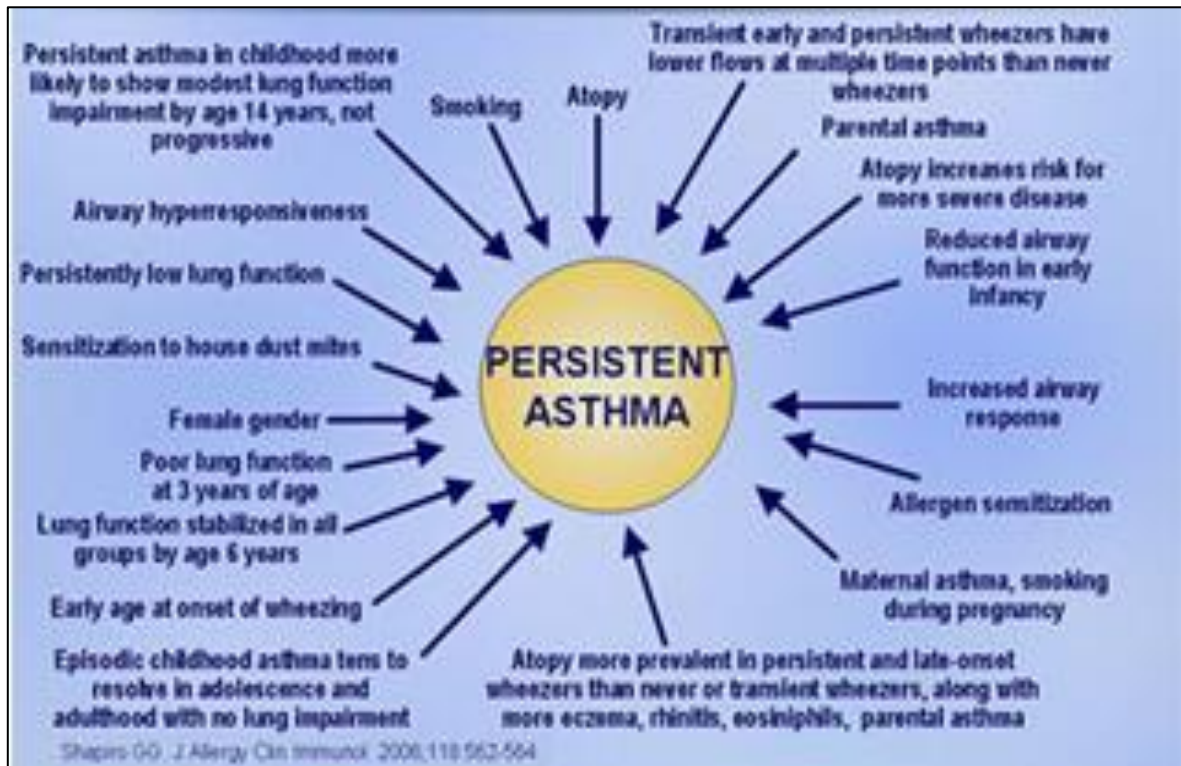 Persistent asthma in childhood more
likely to show modest lung function
impairment by age 14 years, not
progressive
Smoking
Atopy
Transient early and persistent wheezers have
lower flows at multiple time points than never
wheezers
Parental asthma
Atopy increases risk for
more severe disease
Reduced airway
function in early
infancy
Increased airway
response
Allergen sensitization
Maternal asthma, smoking
during pregnancy
Airway hyperresponsiveness
Persistently low lung function
Sensitization to house dust mites
Female gender
Poor lung function
at 3 years of age
Lung function stabilized in all
groups by age 6 years
Early age at onset of wheezing
Episodic childhood asthma tens to
resolve in adolescence and
adulthood with no lung impairment
PERSISTENT
ASTHMA
Atopy more prevalent in persistent and late-onset
wheezers than never or transient wheezers, along with
more eczema, rhinitis, eosiniphils, parental asthma
Shapiro GG. J Allergy Clin Immunol. 2006;118:562-564